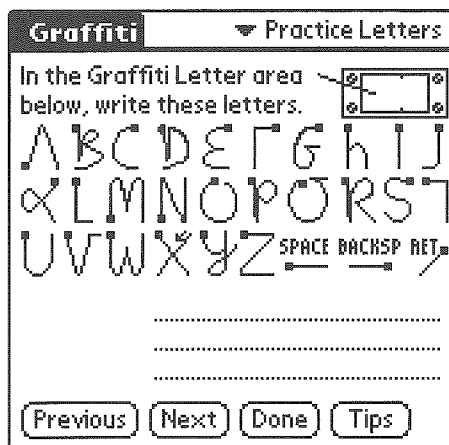 Graffiti
Practice Letters
In the Graffiti Letter area
below, write these letters.
A B C D E F G h I J
K L M N O P Q R S T
U V W X Y Z SPACE BACKSP RET
Previous Next Done Tips